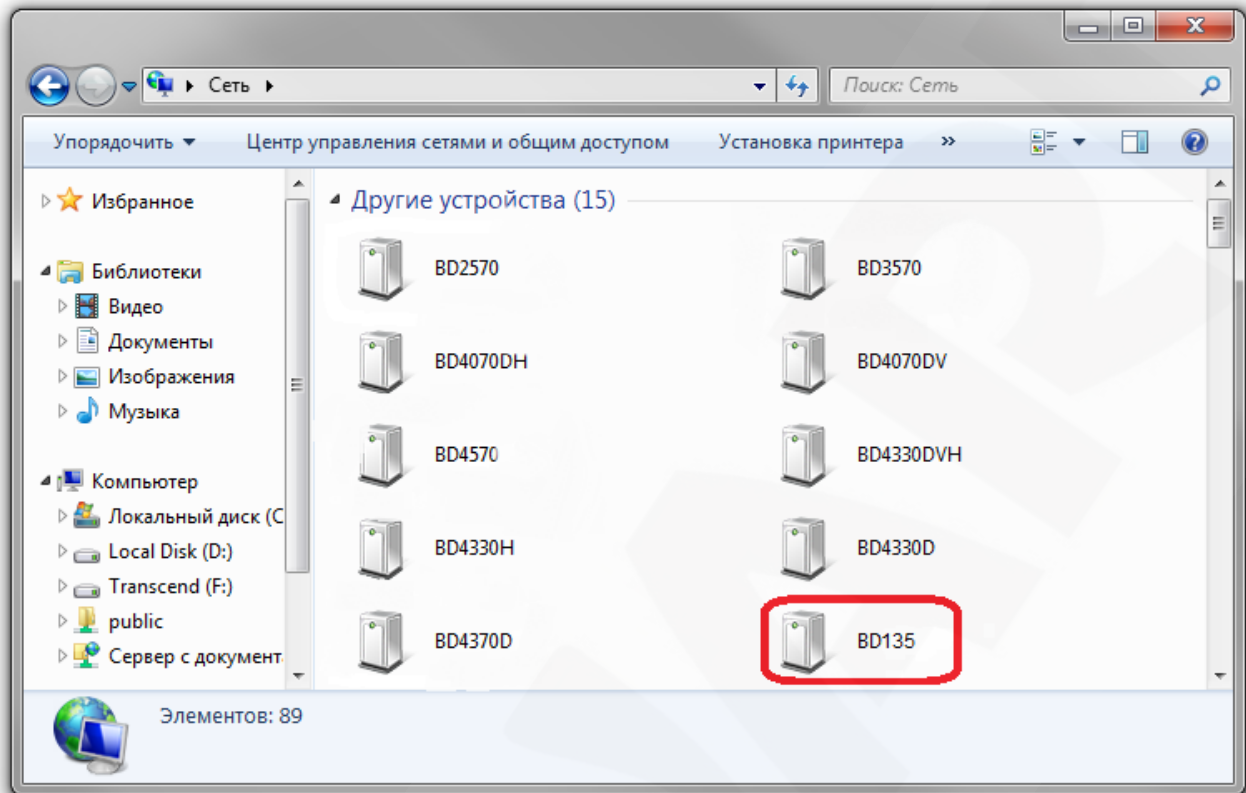 Сеть
Поиск: Сеть
Упорядочить Центр управления сетями и общим доступом Установка принтера »
Избранное
Библиотеки
Видео
Документы
Изображения
Музыка
Компьютер
Локальный диск (C
Local Disk (D:)
Transcend (F:)
public
Сервер с документ
Другие устройства (15)
BD2570 BD3570
BD4070DH BD4070DV
BD4570 BD4330DVH
BD4330H BD4330D
BD4370D BD135
Элементов: 89